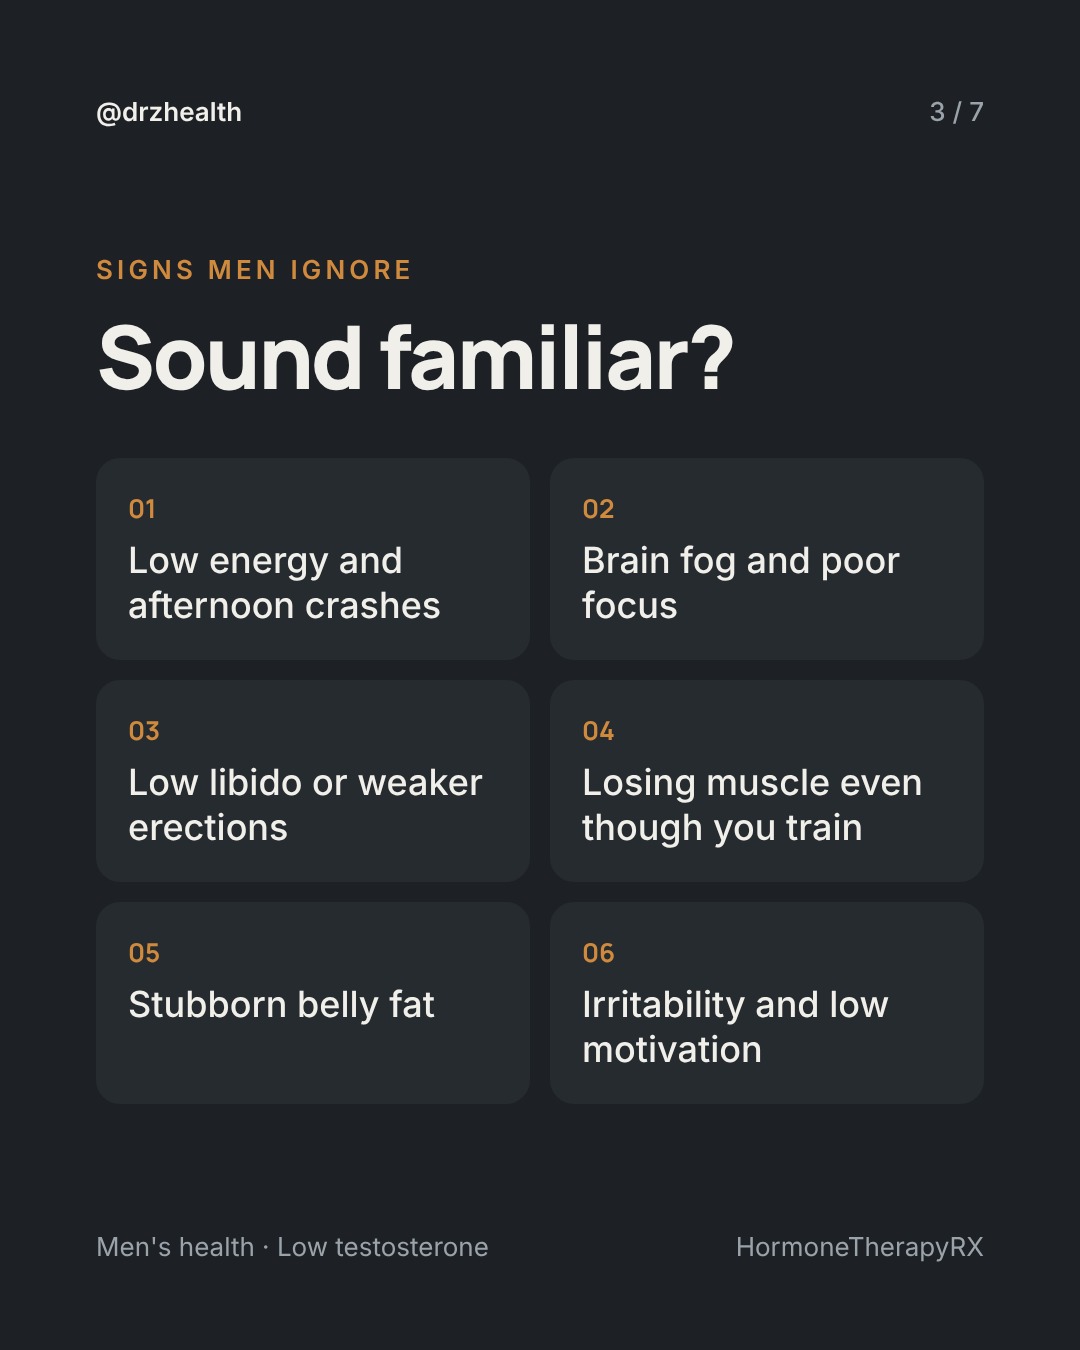 @drzhealth
3 / 7
SIGNS MEN IGNORE
Sound familiar?
01
Low energy and
afternoon crashes
02
Brain fog and poor
focus
03
Low libido or weaker
erections
04
Losing muscle even
though you train
05
Stubborn belly fat
06
Irritability and low
motivation
Men's health · Low testosterone
HormoneTherapyRX